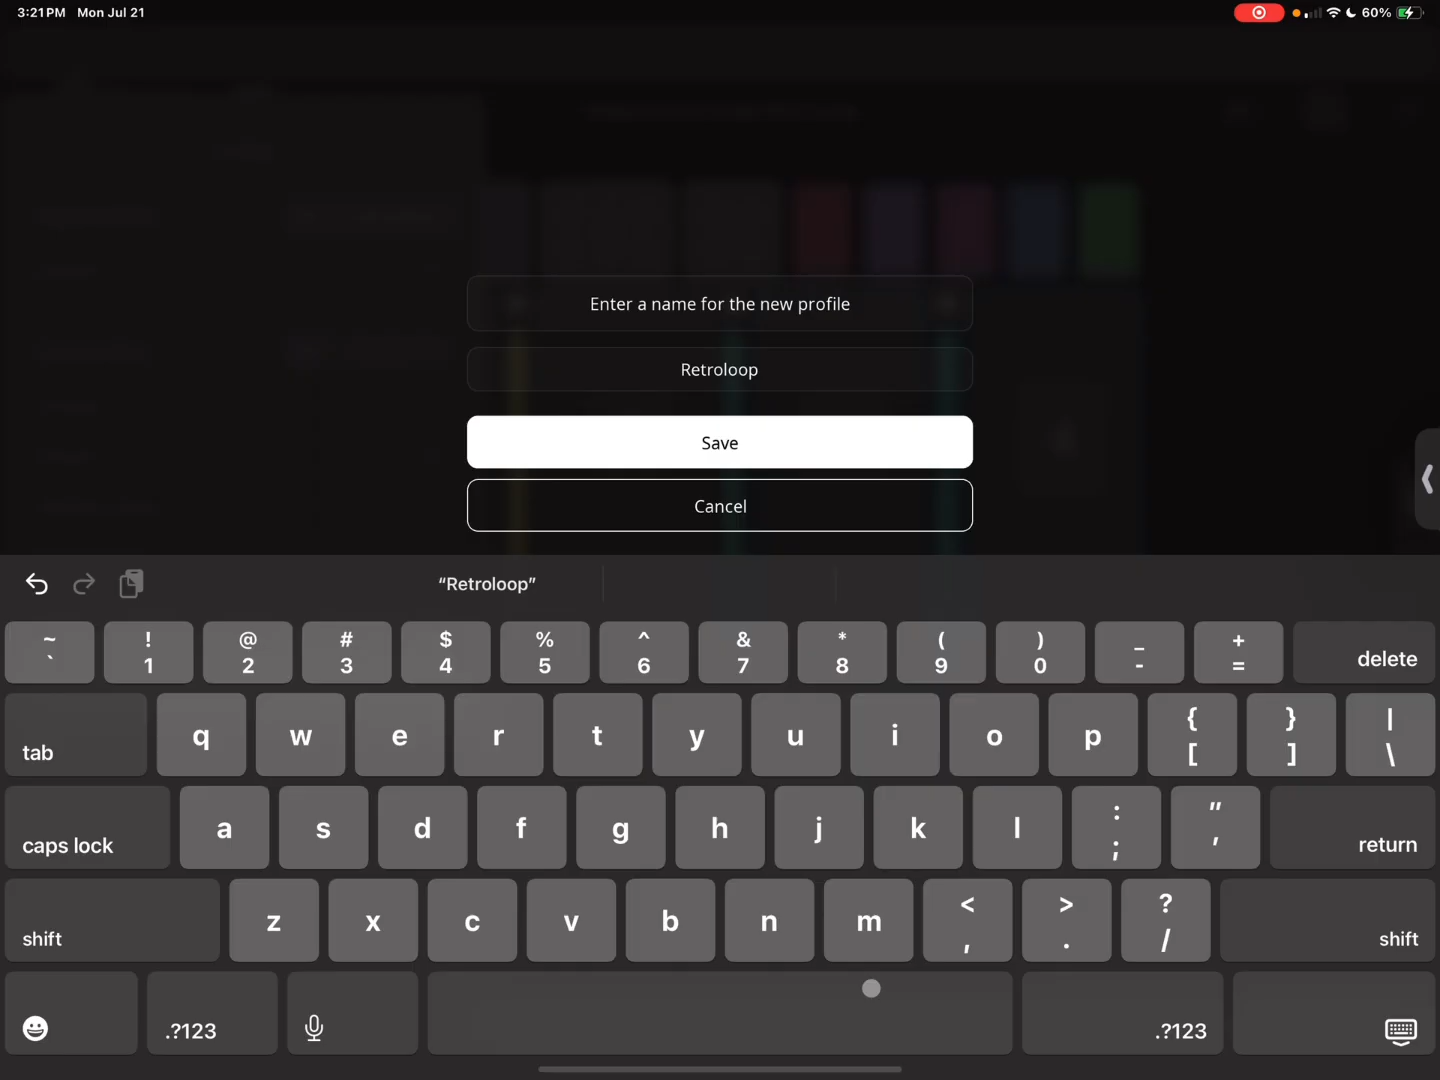 3:21 PM Mon Jul 21
60%
Enter a name for the new profile
Retroloop
Save
Cancel
“Retroloop”
~ ! @ # $ % ^ & * ( ) _ +
` 1 2 3 4 5 6 7 8 9 0 - = delete
tab q w e r t y u i o p { [ } ] | \
caps lock a s d f g h j k l : ; " ' return
shift z x c v b n m < , > . ? / shift
.?123 .?123